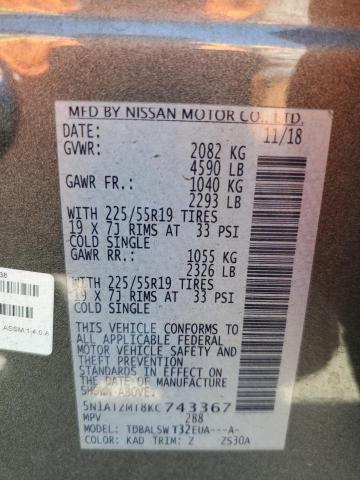 MFD BY NISSAN MOTOR CO., LTD.
DATE: 11/18
GVWR: 2082 KG
4590 LB
GAWR FR.: 1040 KG
2293 LB
WITH 225/55R19 TIRES
19 X 7J RIMS AT 33 PSI
COLD SINGLE
GAWR RR.: 1055 KG
2326 LB
WITH 225/55R19 TIRES
19 X 7J RIMS AT 33 PSI
COLD SINGLE
THIS VEHICLE CONFORMS TO
ALL APPLICABLE FEDERAL
MOTOR VEHICLE SAFETY AND
THEFT PREVENTION
STANDARDS IN EFFECT ON
THE DATE OF MANUFACTURE
SHOWN ABOVE.
5N1AT2MT8KC743367
MPV 288
MODEL: TDBALSW T32EUA---A-
COLOR: KAD TRIM: Z ZS30A